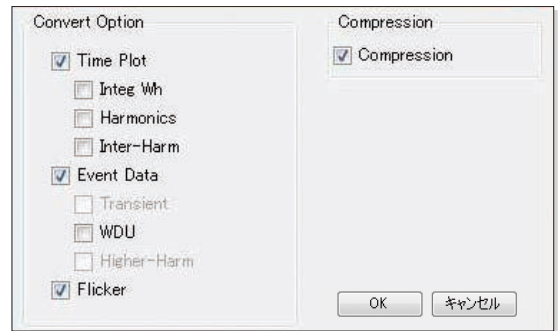 Convert Option
Time Plot
Integ Wh
Harmonics
Inter-Harm
Event Data
Transient
WDU
Higher-Harm
Flicker
Compression
Compression
OK
キャンセル